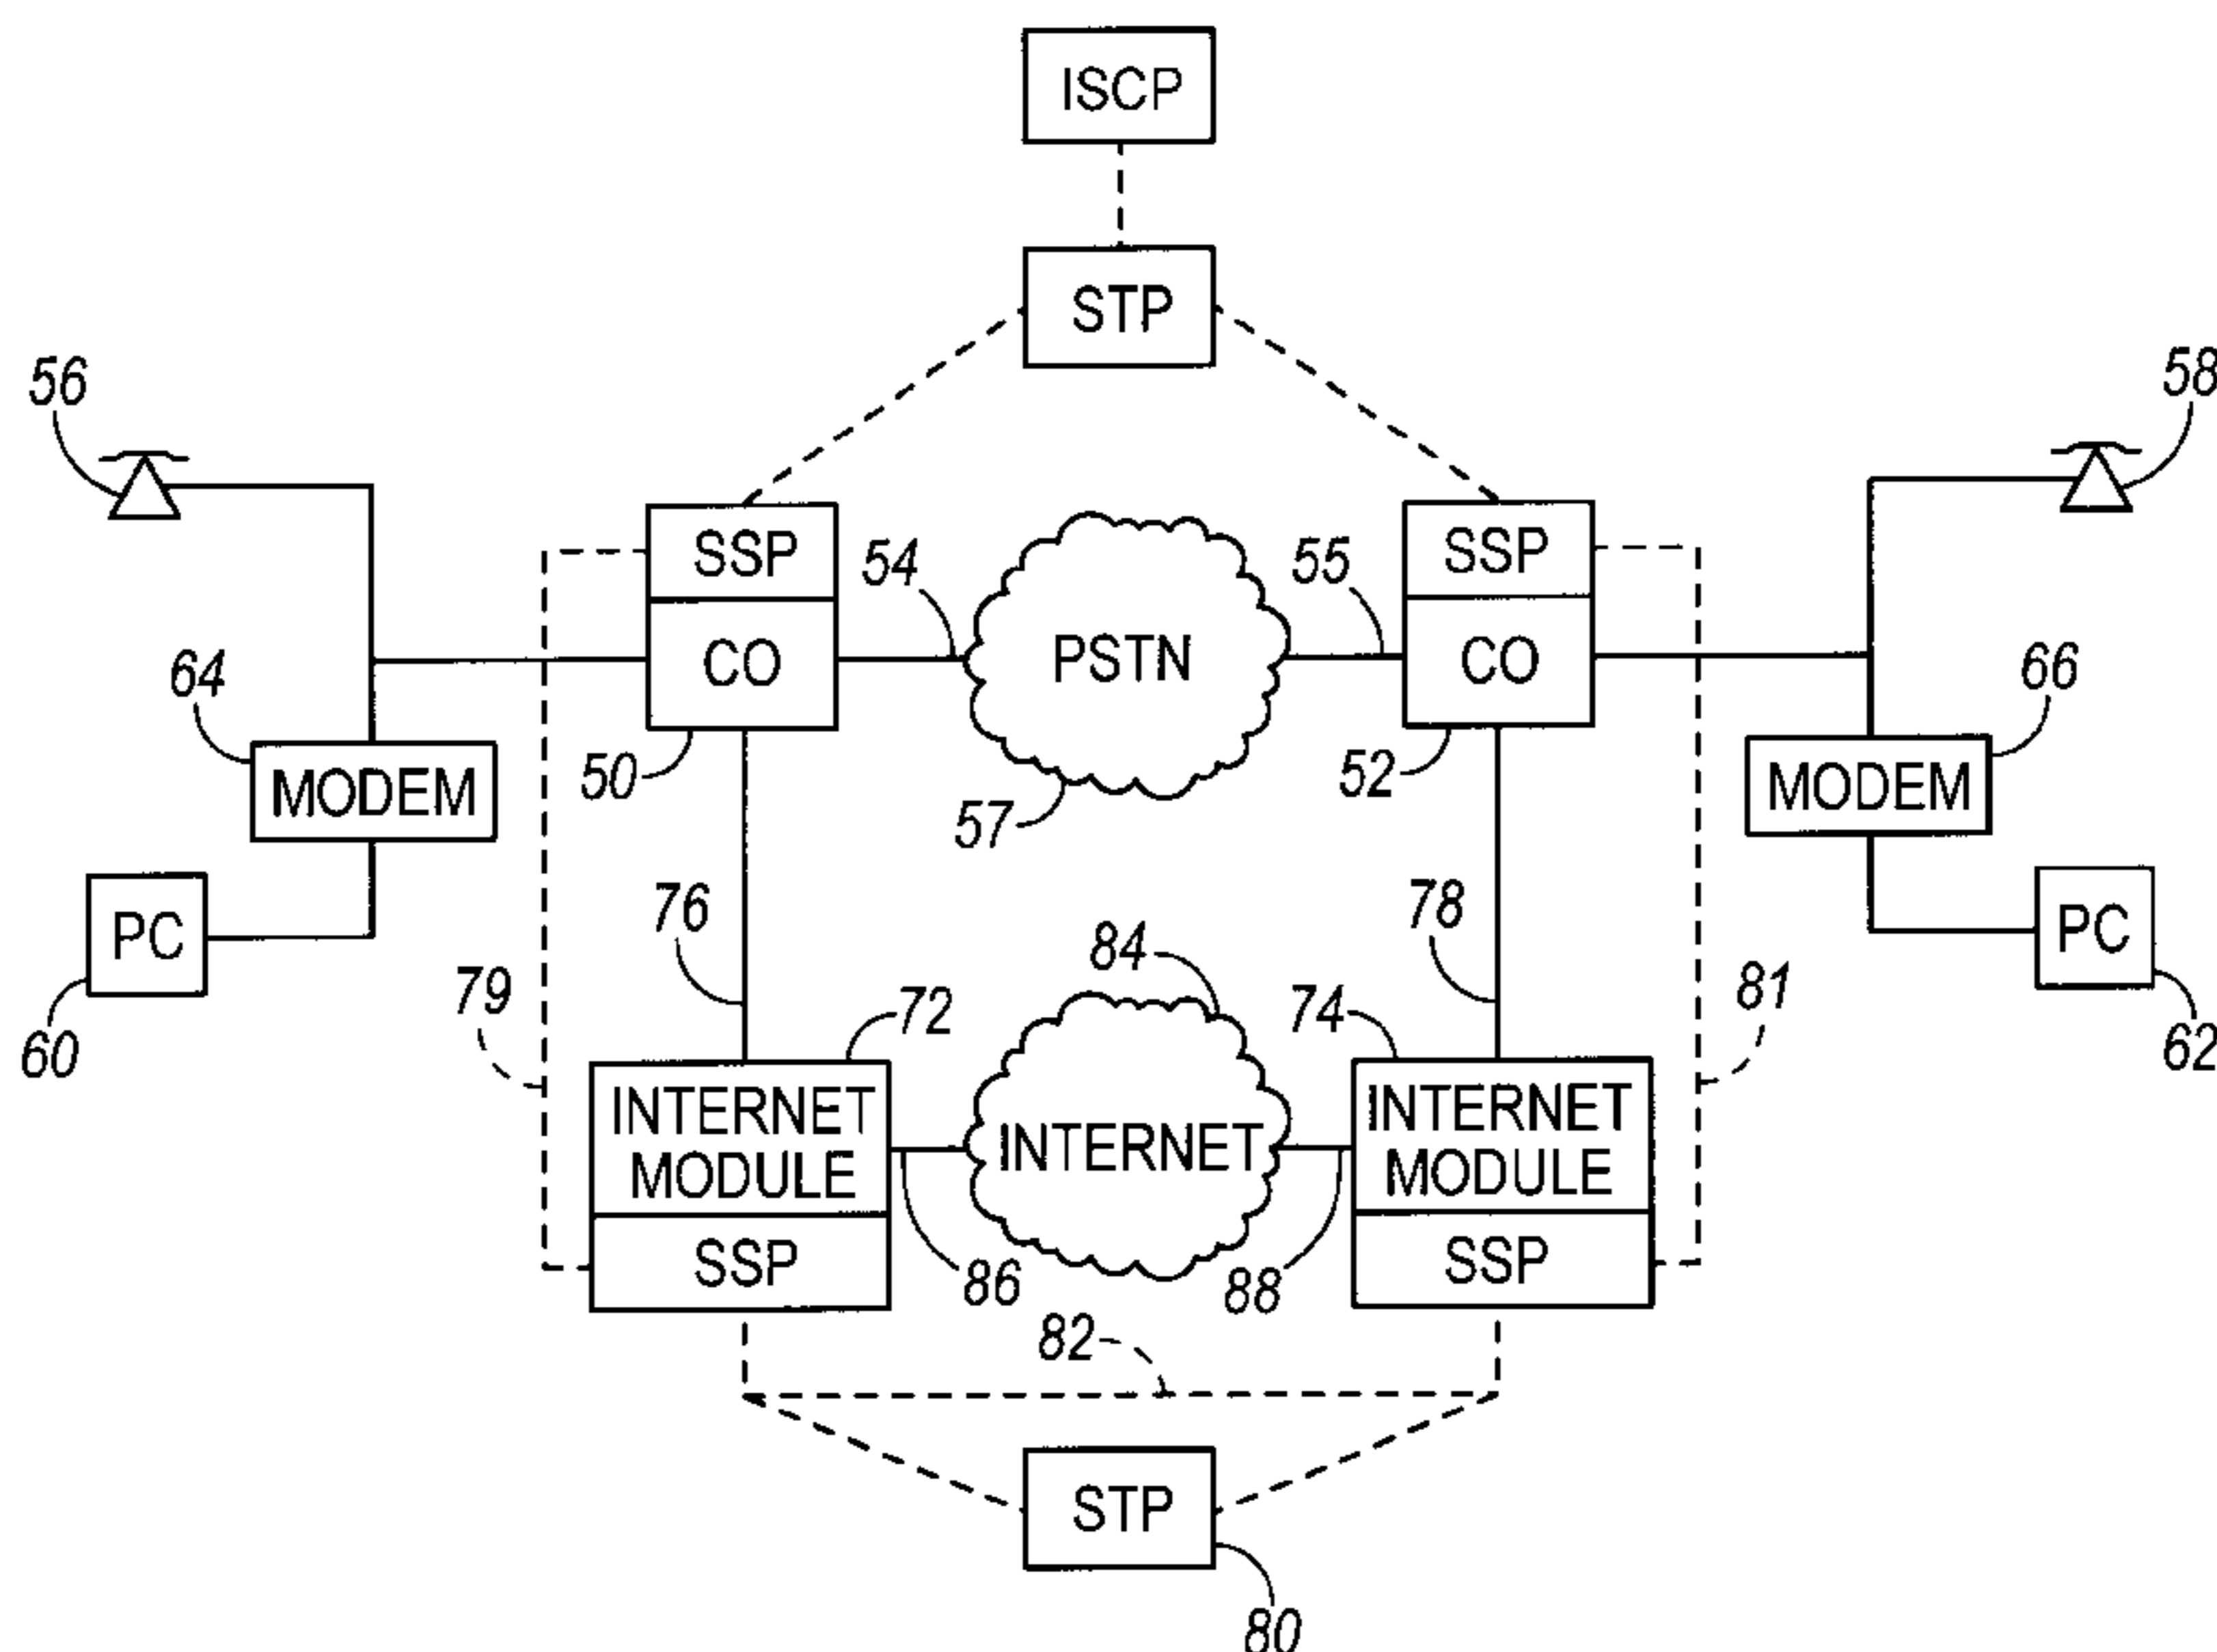 ISCP
STP
56
58
SSP
SSP
54
55
CO
PSTN
CO
64
66
50
52
MODEM
57
MODEM
76
78
PC
84
PC
79
72
74
81
60
62
INTERNET
MODULE
INTERNET
INTERNET
MODULE
SSP
86
88
SSP
82
STP
80